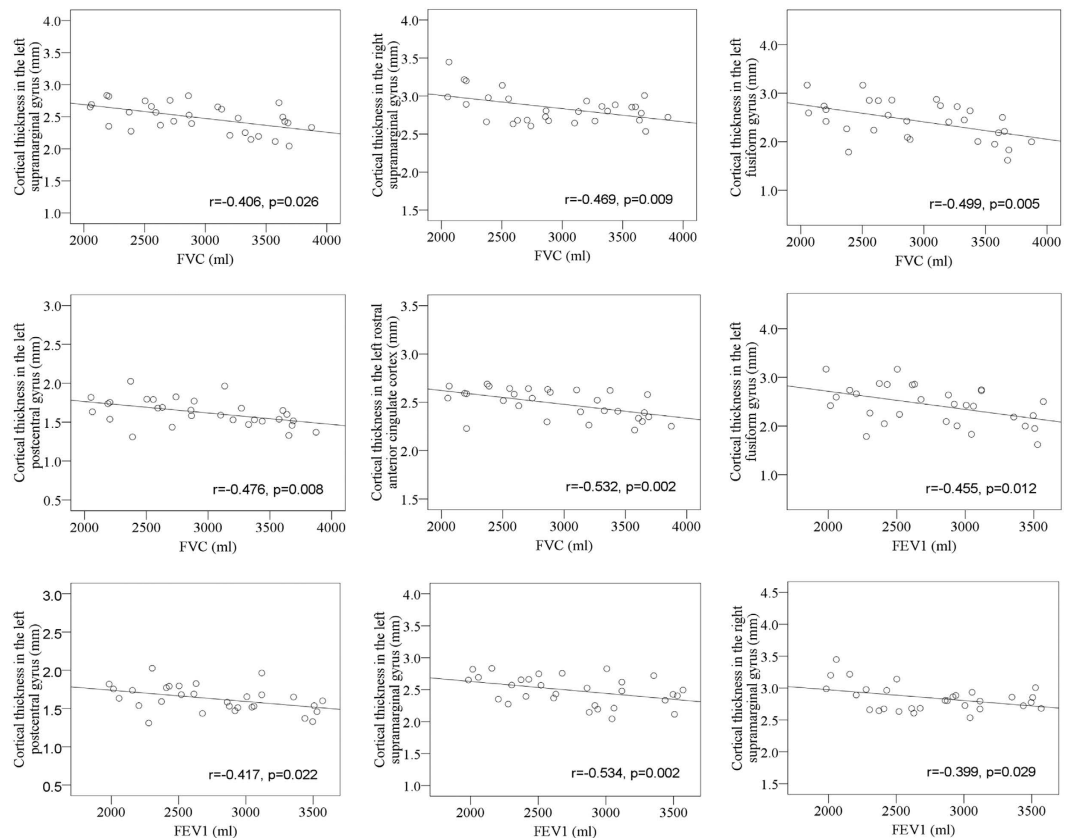 Cortical thickness in the left
supramarginal gyrus (mm)
4.0
3.5
3.0
2.5
2.0
1.5
1.0
r=-0.406, p=0.026
2000 2500 3000 3500 4000
FVC (ml)
Cortical thickness in the right
supramarginal gyrus (mm)
4.0
3.5
3.0
2.5
2.0
1.5
r=-0.469, p=0.009
2000 2500 3000 3500 4000
FVC (ml)
Cortical thickness in the left
fusiform gyrus (mm)
4.0
3.0
2.0
1.0
r=-0.499, p=0.005
2000 2500 3000 3500 4000
FVC (ml)
Cortical thickness in the left
postcentral gyrus (mm)
3.0
2.5
2.0
1.5
1.0
0.5
r=-0.476, p=0.008
2000 2500 3000 3500 4000
FVC (ml)
Cortical thickness in the left rostral
anterior cingulate cortex (mm)
3.5
3.0
2.5
2.0
1.5
r=-0.532, p=0.002
2000 2500 3000 3500 4000
FVC (ml)
Cortical thickness in the left
fusiform gyrus (mm)
4.0
3.0
2.0
1.0
r=-0.455, p=0.012
2000 2500 3000 3500
FEV1 (ml)
Cortical thickness in the left
postcentral gyrus (mm)
3.0
2.5
2.0
1.5
1.0
0.5
r=-0.417, p=0.022
2000 2500 3000 3500
FEV1 (ml)
Cortical thickness in the left
supramarginal gyrus (mm)
4.0
3.5
3.0
2.5
2.0
1.5
1.0
r=-0.534, p=0.002
2000 2500 3000 3500
FEV1 (ml)
Cortical thickness in the right
supramarginal gyrus (mm)
4.5
4.0
3.5
3.0
2.5
2.0
1.5
r=-0.399, p=0.029
2000 2500 3000 3500
FEV1 (ml)